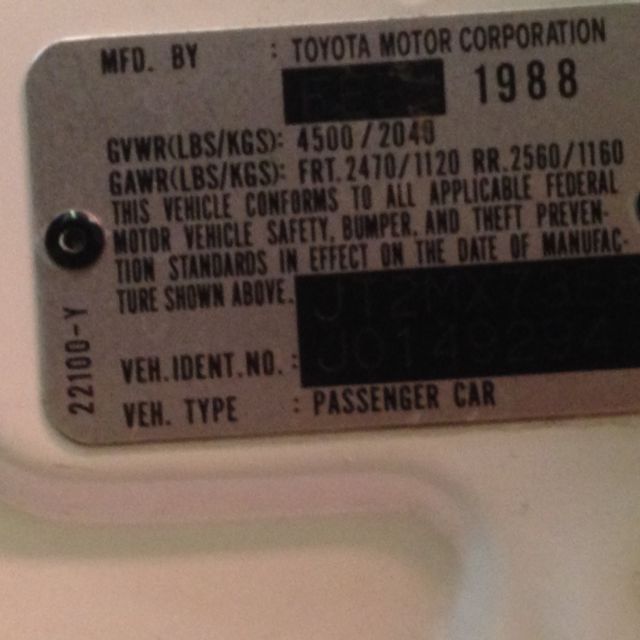 MFD. BY : TOYOTA MOTOR CORPORATION
1988
GVWR(LBS/KGS): 4500/2040
GAWR(LBS/KGS): FRT.2470/1120 RR.2560/1160
THIS VEHICLE CONFORMS TO ALL APPLICABLE FEDERAL
MOTOR VEHICLE SAFETY, BUMPER, AND THEFT PREVEN-
TION STANDARDS IN EFFECT ON THE DATE OF MANUFAC-
TURE SHOWN ABOVE.
VEH.IDENT.NO. :
VEH. TYPE : PASSENGER CAR
22100-Y